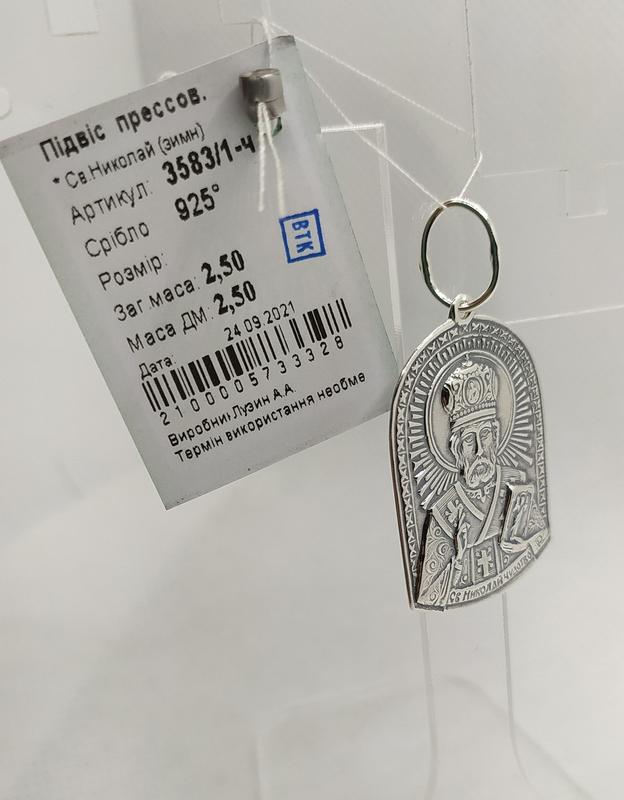 Підвіс прессов.
* Св.Николай (зимн)
Артикул: 3583/1-ч
Срібло 925°
Розмір:
Заг.маса: 2,50
Маса ДМ: 2,50
Дата: 24.09.2021
2100005733328
Виробник Лузин А.А.
Термін використання необме
ВТК
Св Николай чудотво